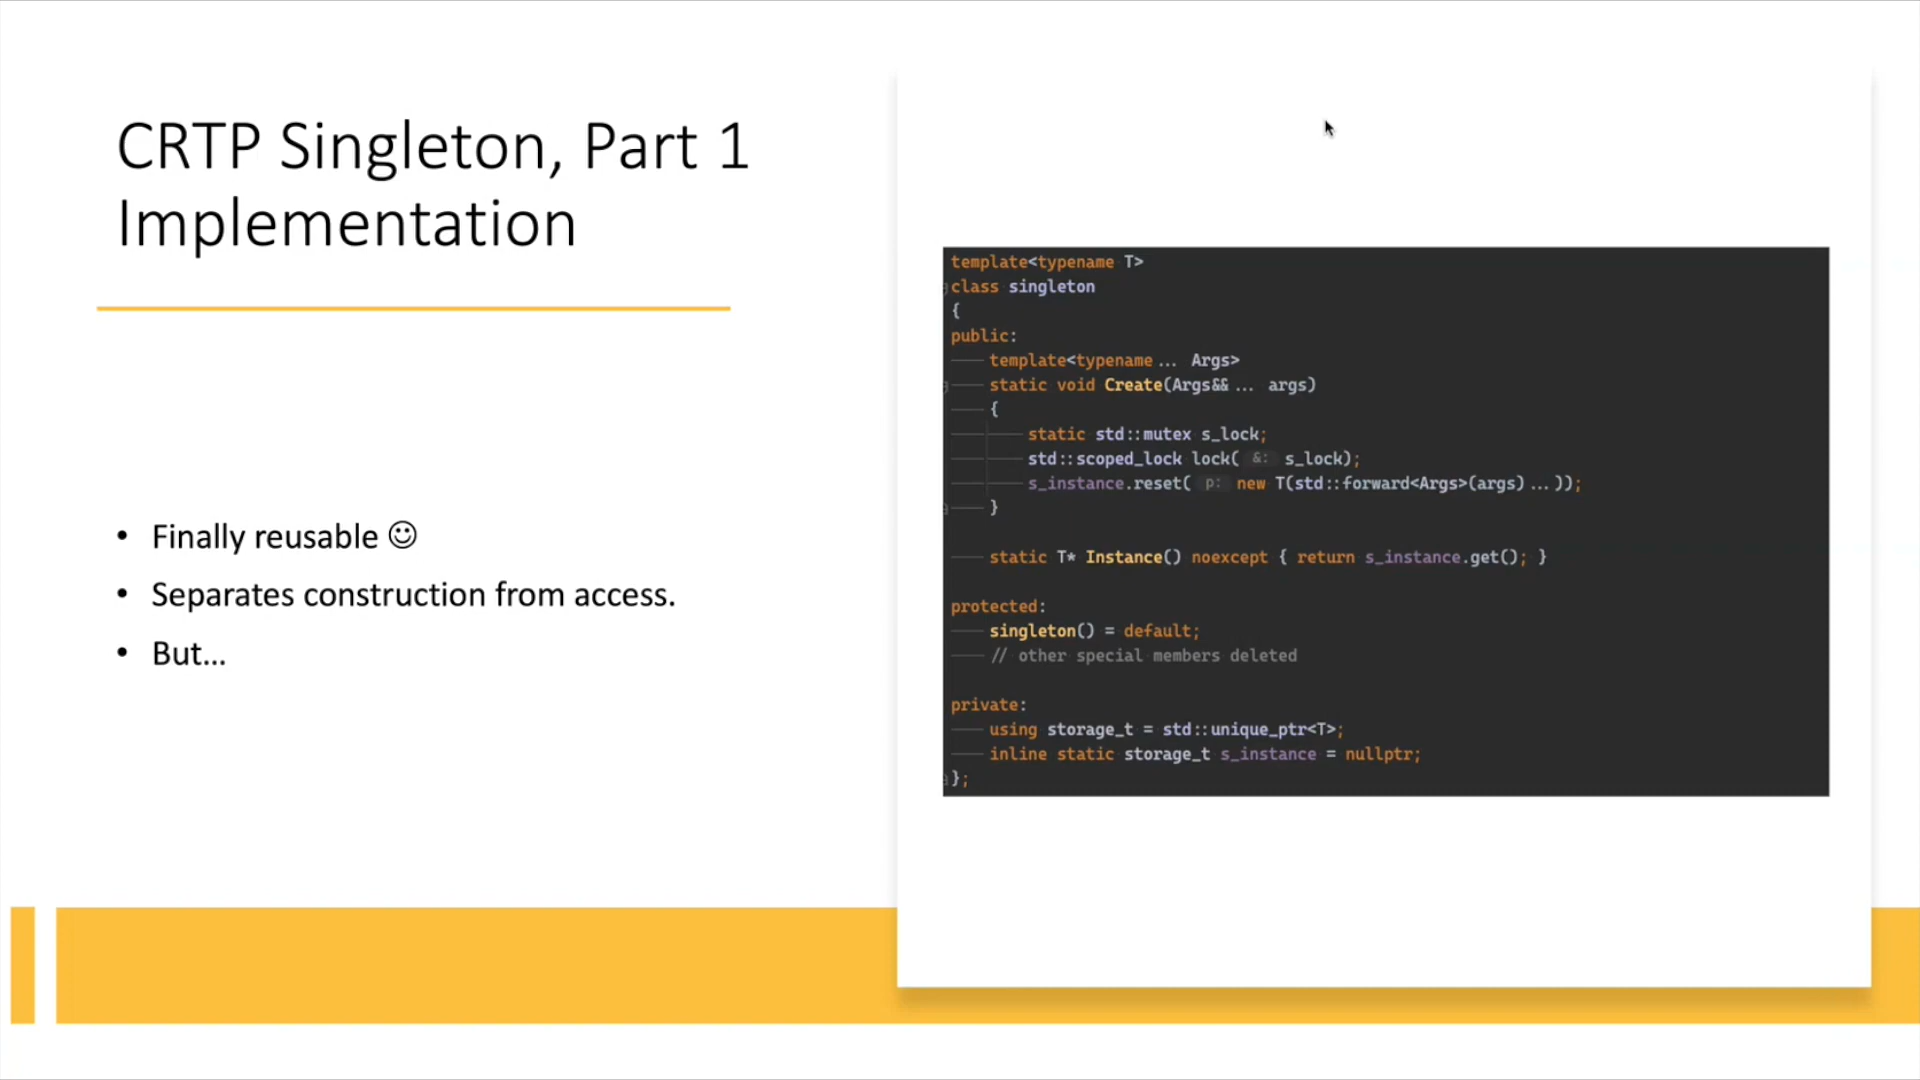 CRTP Singleton, Part 1
Implementation
• Finally reusable ☺
• Separates construction from access.
• But...
template<typename T>
class singleton
{
public:
template<typename... Args>
static void Create(Args&&... args)
{
static std::mutex s_lock;
std::scoped_lock lock( &: s_lock);
s_instance.reset( p: new T(std::forward<Args>(args)...));
}
static T* Instance() noexcept { return s_instance.get(); }
protected:
singleton() = default;
// other special members deleted
private:
using storage_t = std::unique_ptr<T>;
inline static storage_t s_instance = nullptr;
};